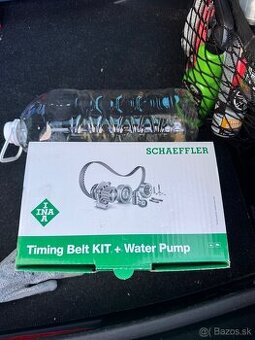 SCHAEFFLER
INA
Timing Belt KIT + Water Pump
Bazos.sk